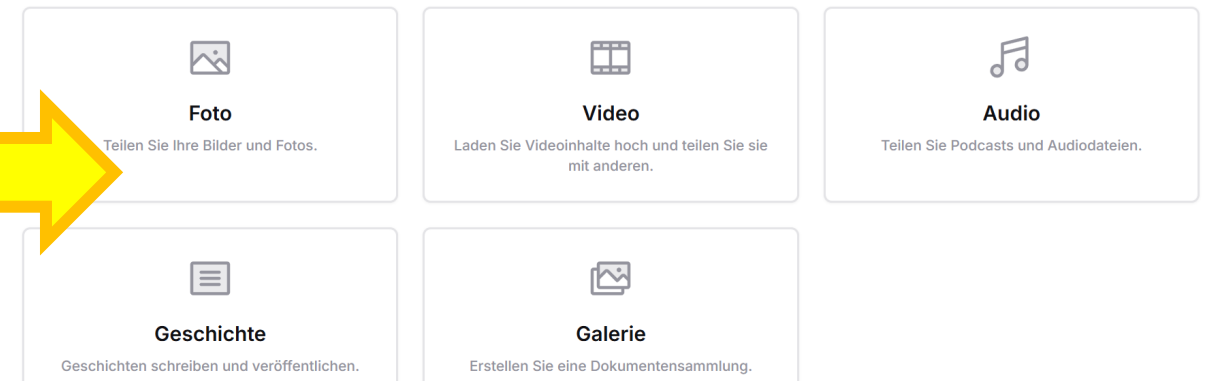 Foto
Teilen Sie Ihre Bilder und Fotos.
Video
Laden Sie Videoinhalte hoch und teilen Sie sie
mit anderen.
Audio
Teilen Sie Podcasts und Audiodateien.
Geschichte
Geschichten schreiben und veröffentlichen.
Galerie
Erstellen Sie eine Dokumentensammlung.